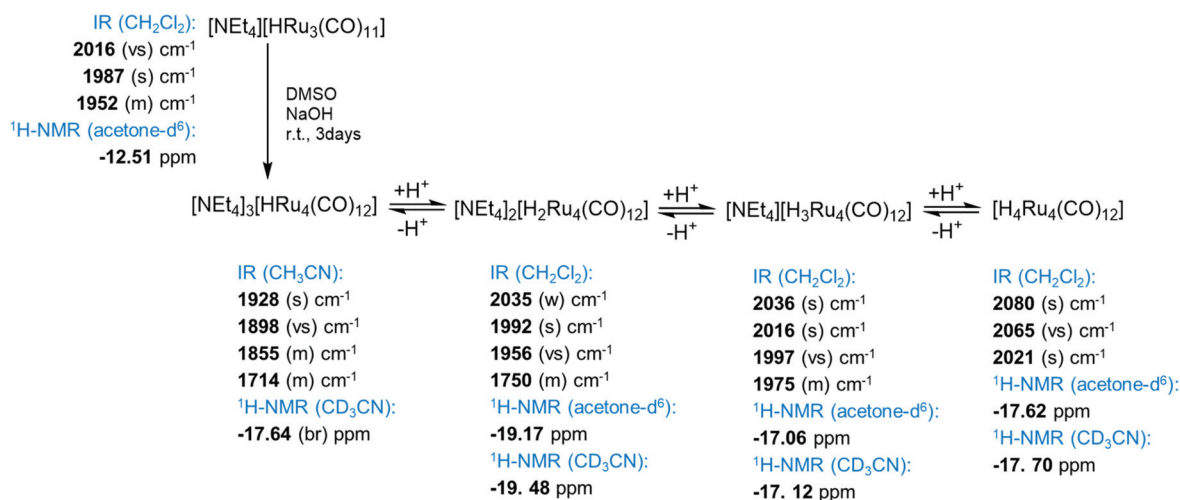 IR (CH₂Cl₂):
2016 (vs) cm⁻¹
1987 (s) cm⁻¹
1952 (m) cm⁻¹
¹H-NMR (acetone-d⁶):
-12.51 ppm
[NEt₄][HRu₃(CO)₁₁]
DMSO
NaOH
r.t., 3days
[NEt₄]₃[HRu₄(CO)₁₂]
+H⁺
-H⁺
[NEt₄]₂[H₂Ru₄(CO)₁₂]
+H⁺
-H⁺
[NEt₄][H₃Ru₄(CO)₁₂]
+H⁺
-H⁺
[H₄Ru₄(CO)₁₂]
IR (CH₃CN):
1928 (s) cm⁻¹
1898 (vs) cm⁻¹
1855 (m) cm⁻¹
1714 (m) cm⁻¹
¹H-NMR (CD₃CN):
-17.64 (br) ppm
IR (CH₂Cl₂):
2035 (w) cm⁻¹
1992 (s) cm⁻¹
1956 (vs) cm⁻¹
1750 (m) cm⁻¹
¹H-NMR (acetone-d⁶):
-19.17 ppm
¹H-NMR (CD₃CN):
-19. 48 ppm
IR (CH₂Cl₂):
2036 (s) cm⁻¹
2016 (s) cm⁻¹
1997 (vs) cm⁻¹
1975 (m) cm⁻¹
¹H-NMR (acetone-d⁶):
-17.06 ppm
¹H-NMR (CD₃CN):
-17. 12 ppm
IR (CH₂Cl₂):
2080 (s) cm⁻¹
2065 (vs) cm⁻¹
2021 (s) cm⁻¹
¹H-NMR (acetone-d⁶):
-17.62 ppm
¹H-NMR (CD₃CN):
-17. 70 ppm